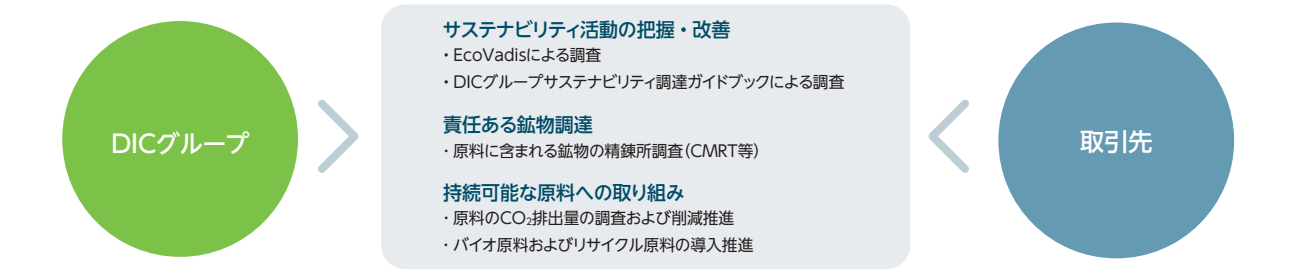 DICグループ
サステナビリティ活動の把握・改善
・EcoVadisによる調査
・DICグループサステナビリティ調達ガイドブックによる調査
責任ある鉱物調達
・原料に含まれる鉱物の精錬所調査(CMRT等)
持続可能な原料への取り組み
・原料のCO₂排出量の調査および削減推進
・バイオ原料およびリサイクル原料の導入推進
取引先